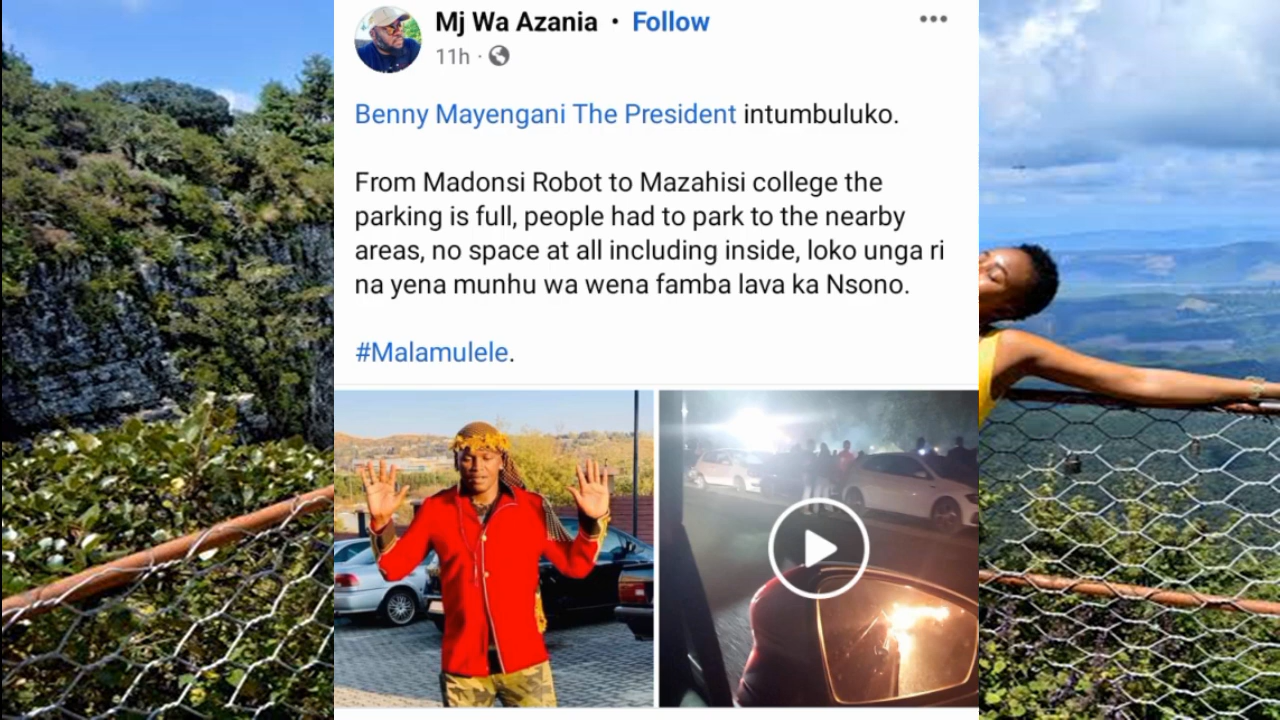 Mj Wa Azania • Follow
11h ·
Benny Mayengani The President intumbuluko.
From Madonsi Robot to Mazahisi college the
parking is full, people had to park to the nearby
areas, no space at all including inside, loko unga ri
na yena munhu wa wena famba lava ka Nsono.
#Malamulele.